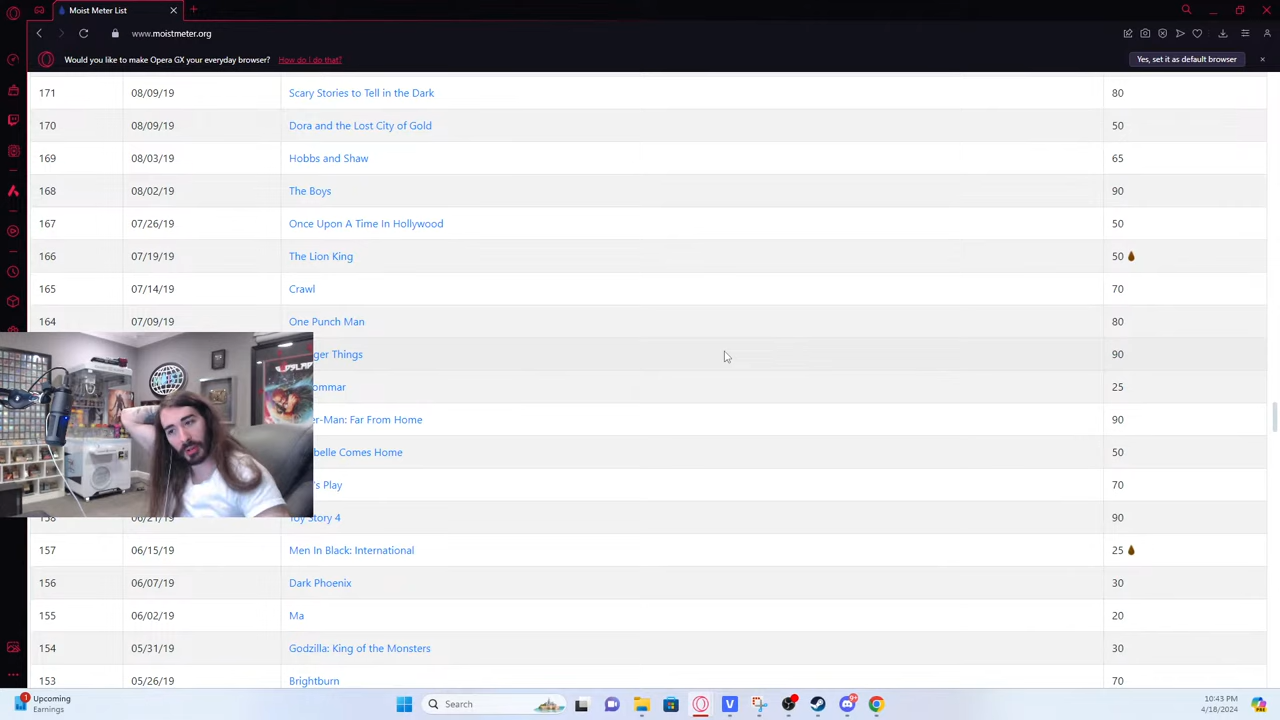 Moist Meter List
www.moistmeter.org
Would you like to make Opera GX your everyday browser? How do I do that? Yes, set it as default browser
171 08/09/19 Scary Stories to Tell in the Dark 80
170 08/09/19 Dora and the Lost City of Gold 50
169 08/03/19 Hobbs and Shaw 65
168 08/02/19 The Boys 90
167 07/26/19 Once Upon A Time In Hollywood 50
166 07/19/19 The Lion King 50
165 07/14/19 Crawl 70
164 07/09/19 One Punch Man 80
ger Things 90
ommar 25
er-Man: Far From Home 90
belle Comes Home 50
's Play 70
158 06/21/19 Toy Story 4 90
157 06/15/19 Men In Black: International 25
156 06/07/19 Dark Phoenix 30
155 06/02/19 Ma 20
154 05/31/19 Godzilla: King of the Monsters 30
153 05/26/19 Brightburn 70
Upcoming
Earnings
Search
10:43 PM
4/18/2024